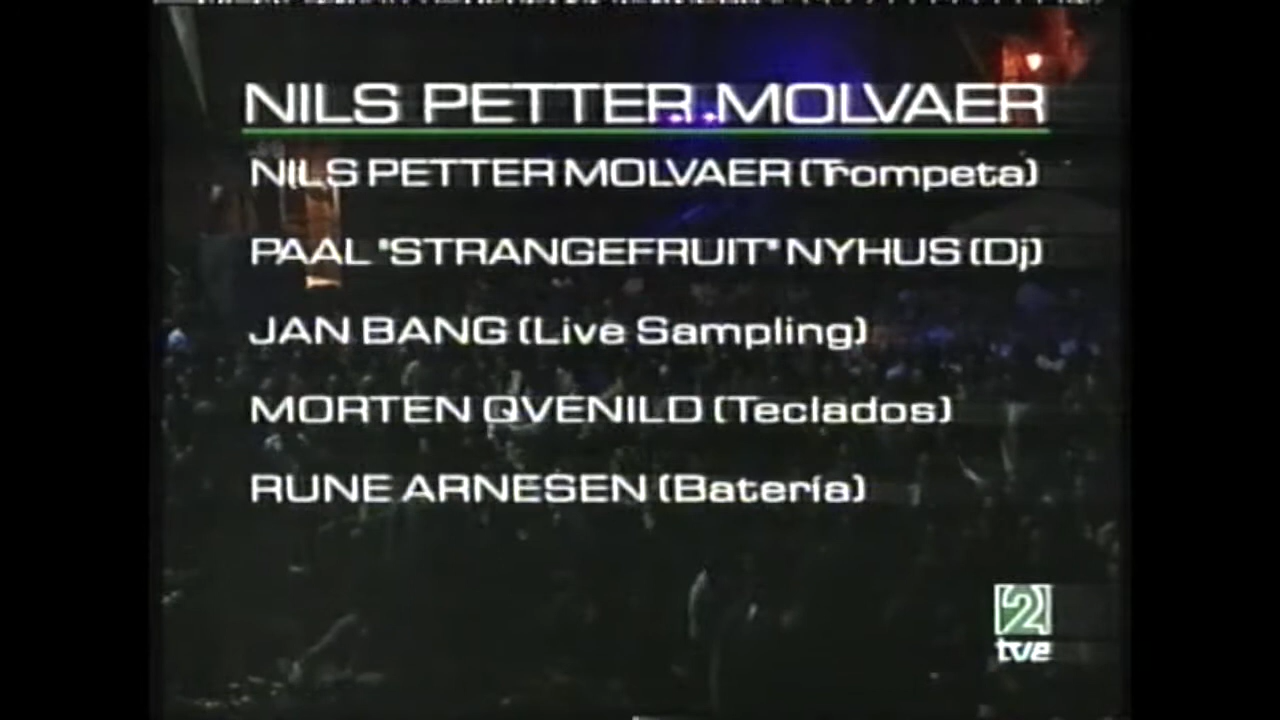 NILS PETTER MOLVAER
NILS PETTER MOLVAER (Trompeta)
PAAL "STRANGEFRUIT" NYHUS (Dj)
JAN BANG (Live Sampling)
MORTEN QVENILD (Teclados)
RUNE ARNESEN (Batería)
2
tve